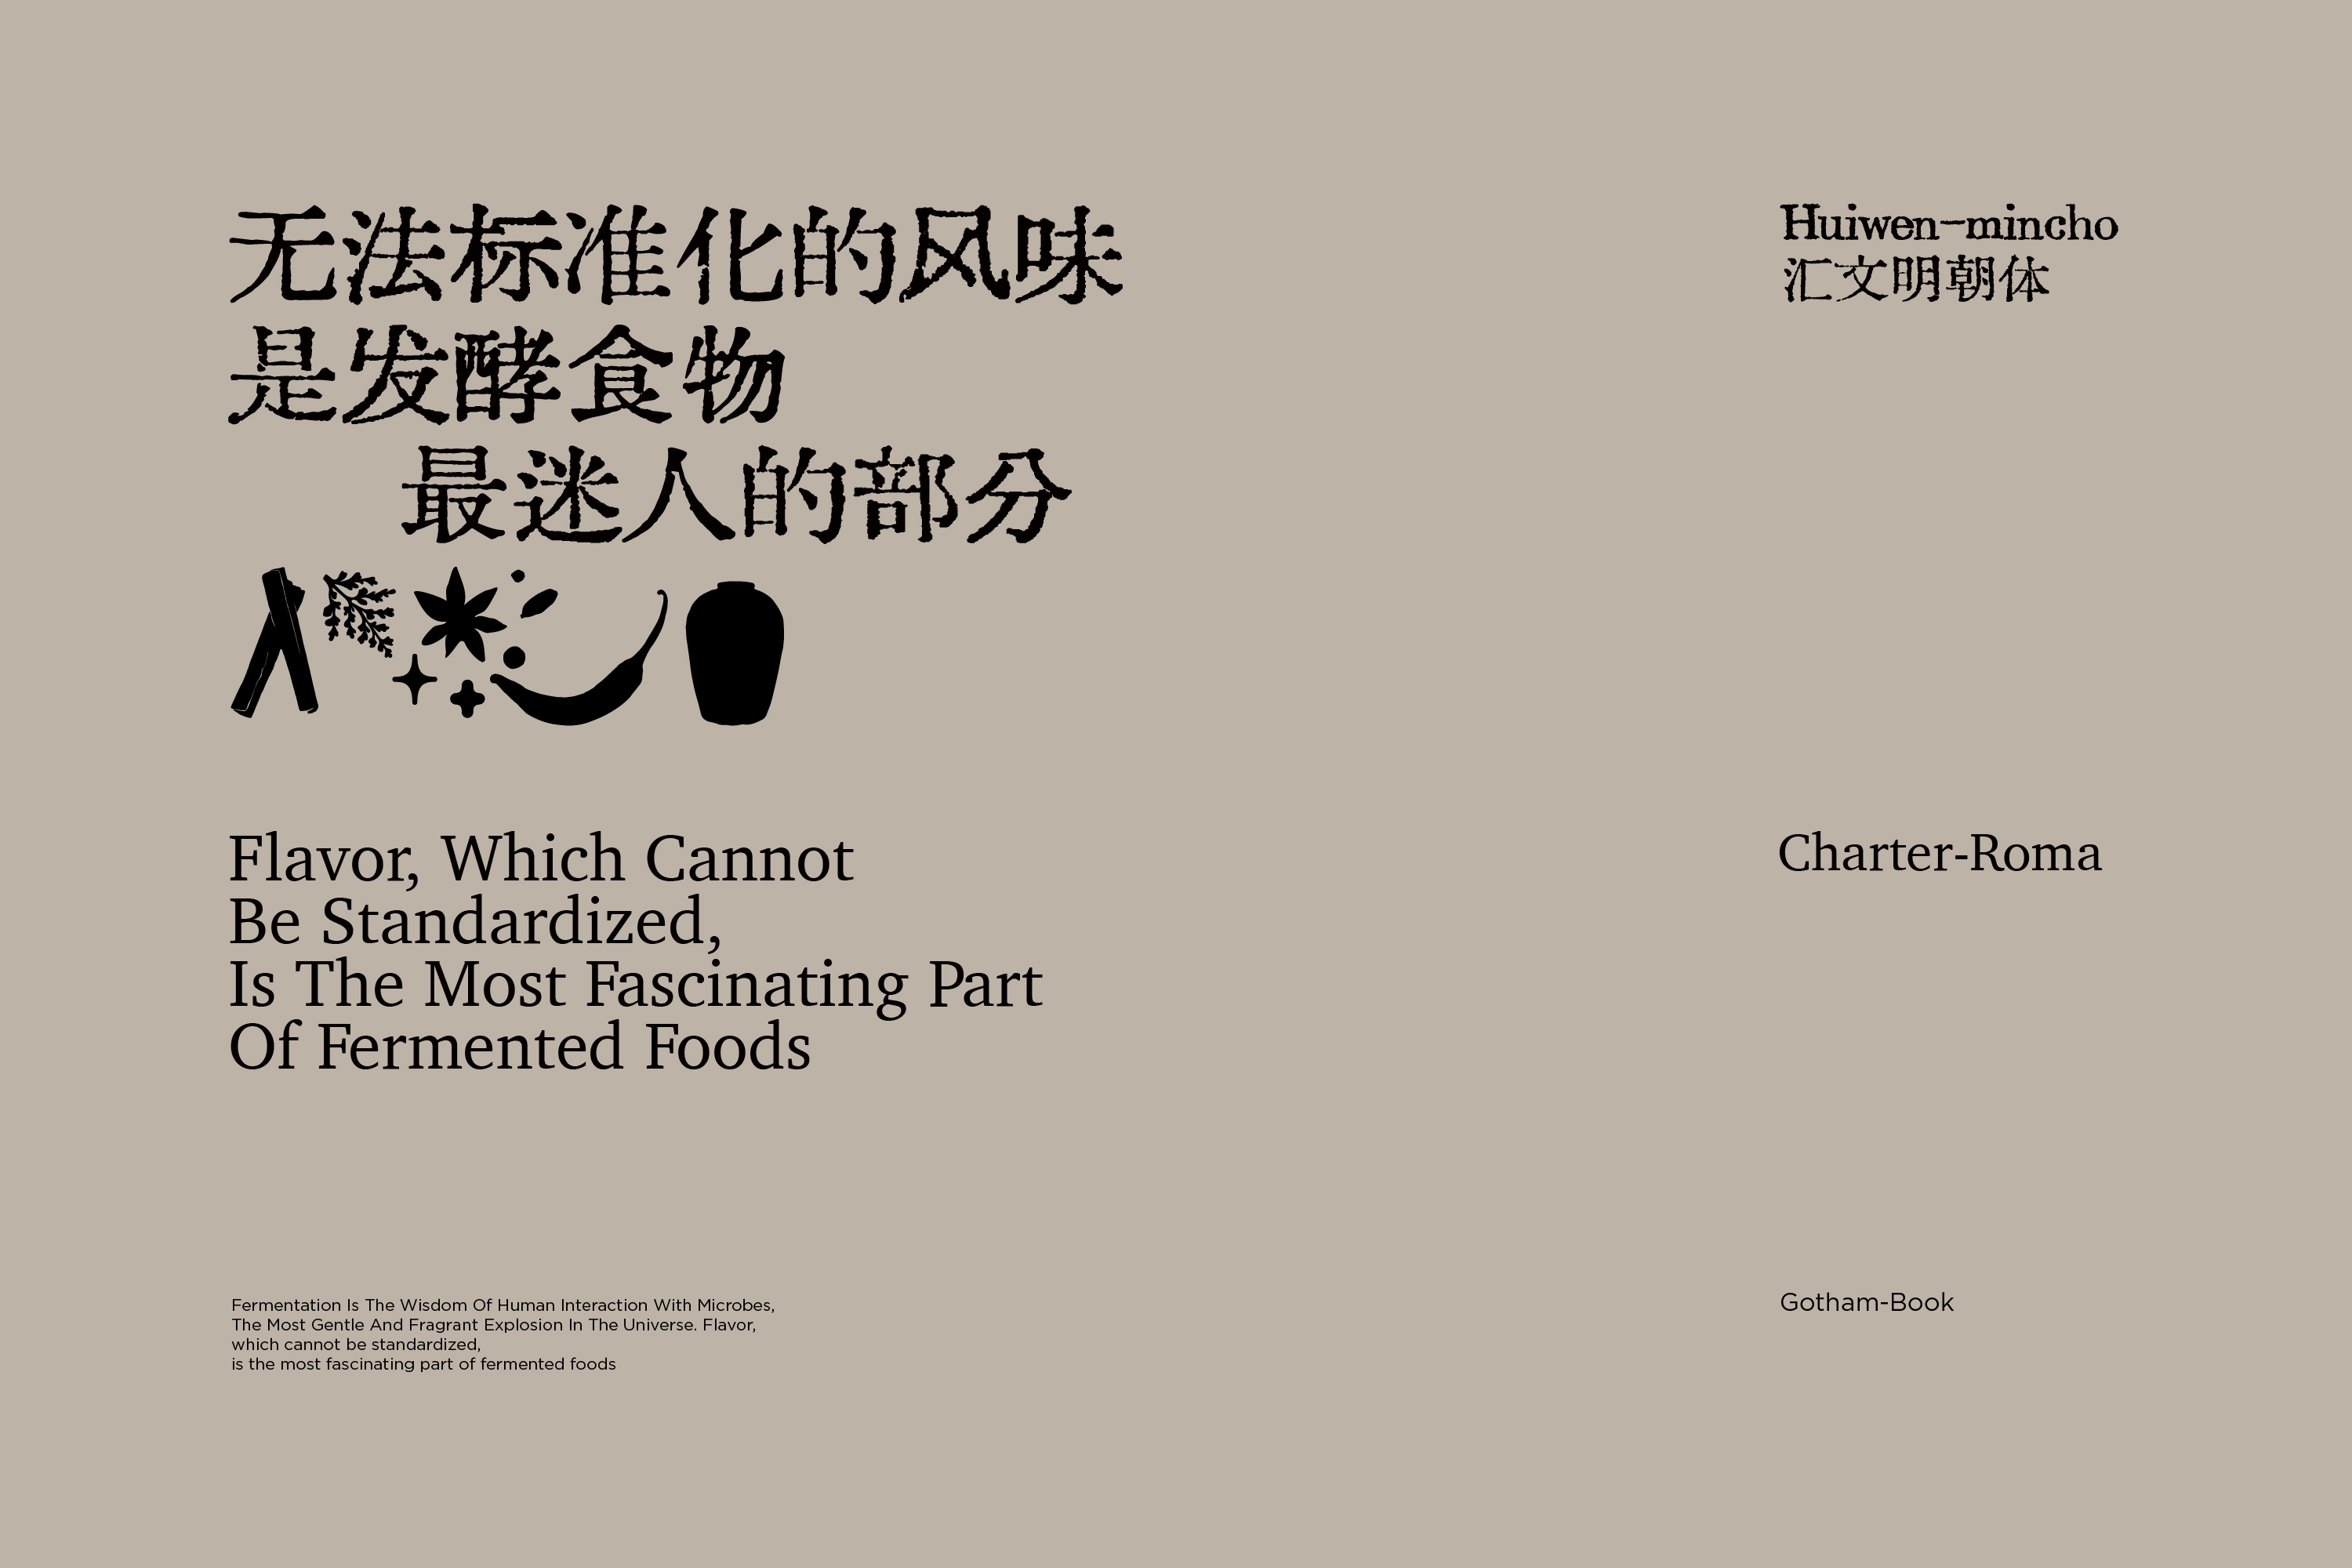 无法标准化的风味
是发酵食物
最迷人的部分
Huiwen-mincho
汇文明朝体
Flavor, Which Cannot
Be Standardized,
Is The Most Fascinating Part
Of Fermented Foods
Charter-Roma
Fermentation Is The Wisdom Of Human Interaction With Microbes,
The Most Gentle And Fragrant Explosion In The Universe. Flavor,
which cannot be standardized,
is the most fascinating part of fermented foods
Gotham-Book